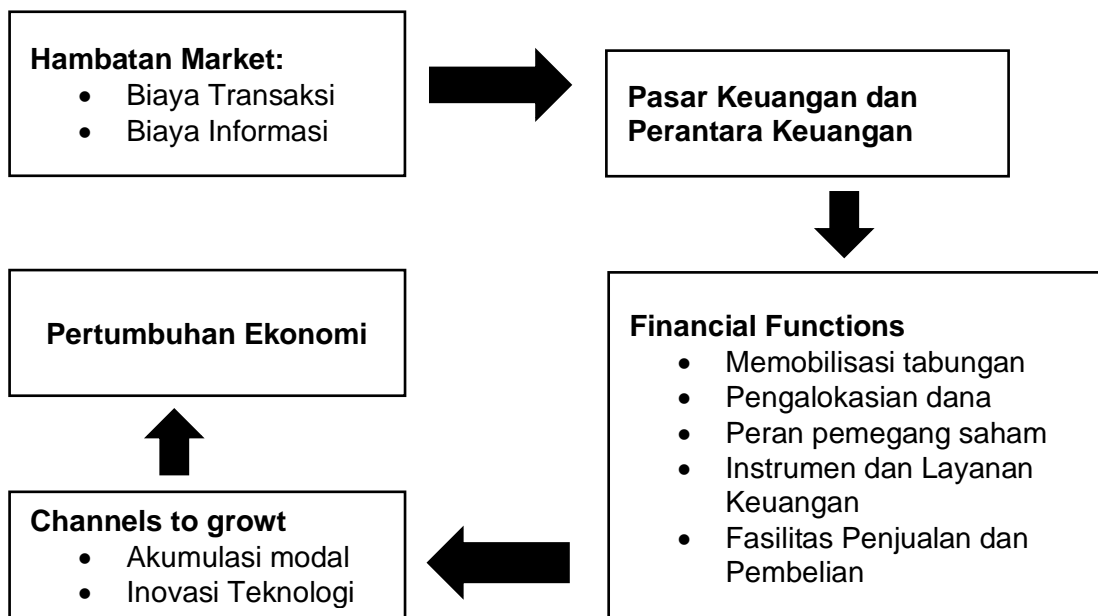 Hambatan Market:
• Biaya Transaksi
• Biaya Informasi
Pasar Keuangan dan
Perantara Keuangan
Financial Functions
• Memobilisasi tabungan
• Pengalokasian dana
• Peran pemegang saham
• Instrumen dan Layanan
Keuangan
• Fasilitas Penjualan dan
Pembelian
Channels to growt
• Akumulasi modal
• Inovasi Teknologi
Pertumbuhan Ekonomi